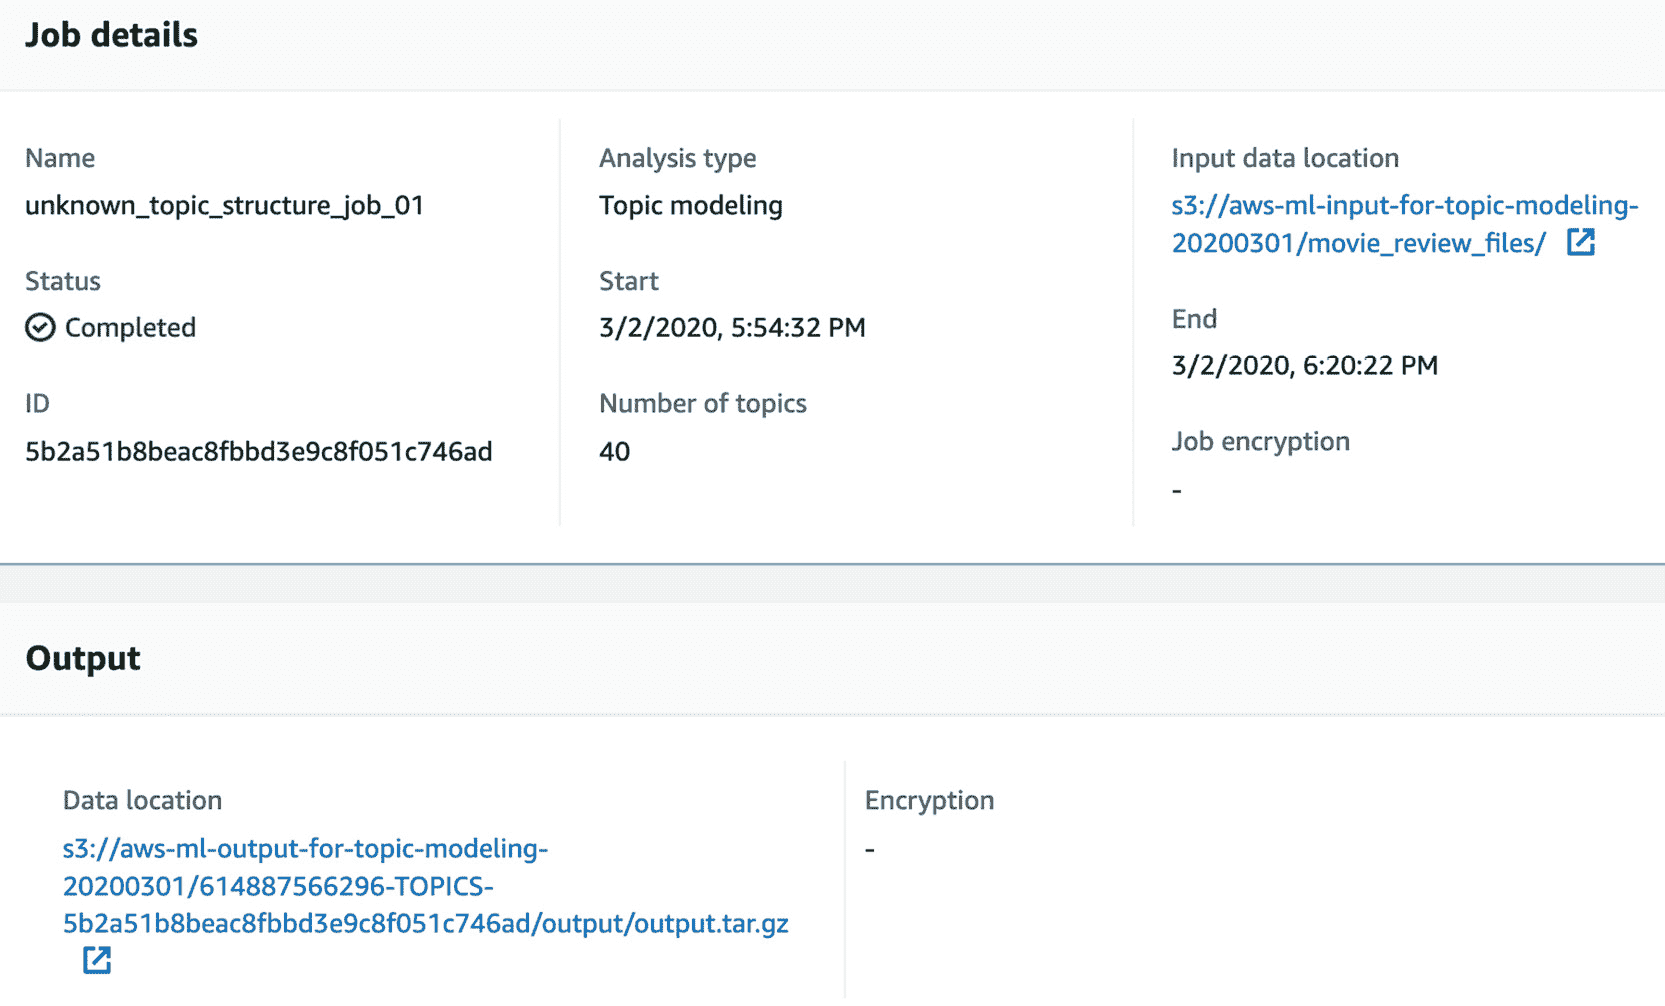 Job details
Name
unknown_topic_structure_job_01
Status
Completed
ID
5b2a51b8beac8fbbd3e9c8f051c746ad
Analysis type
Topic modeling
Start
3/2/2020, 5:54:32 PM
Number of topics
40
Input data location
s3://aws-ml-input-for-topic-modeling-
20200301/movie_review_files/
End
3/2/2020, 6:20:22 PM
Job encryption
-
Output
Data location
s3://aws-ml-output-for-topic-modeling-
20200301/614887566296-TOPICS-
5b2a51b8beac8fbbd3e9c8f051c746ad/output/output.tar.gz
Encryption
-